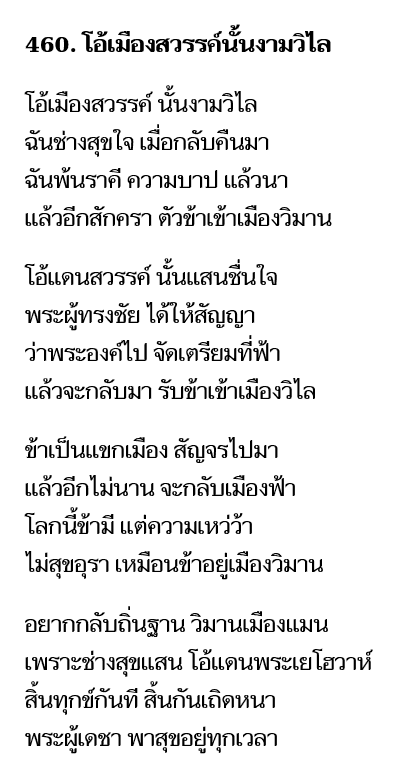 460. โอ้เมืองสวรรค์นั้นงามวิไล
โอ้เมืองสวรรค์ นั้นงามวิไล
ฉันช่างสุขใจ เมื่อกลับคืนมา
ฉันพ้นราคี ความบาป แล้วนา
แล้วอีกสักครา ตัวข้าเข้าเมืองวิมาน
โอ้แดนสวรรค์ นั้นแสนชื่นใจ
พระผู้ทรงชัย ได้ให้สัญญา
ว่าพระองค์ไป จัดเตรียมที่ฟ้า
แล้วจะกลับมา รับข้าเข้าเมืองวิไล
ข้าเป็นแขกเมือง สัญจรไปมา
แล้วอีกไม่นาน จะกลับเมืองฟ้า
โลกนี้ข้ามี แต่ความเหว่ว้า
ไม่สุขอุรา เหมือนข้าอยู่เมืองวิมาน
อยากกลับถิ่นฐาน วิมานเมืองแมน
เพราะช่างสุขแสน โอ้แดนพระเยโฮวาห์
สิ้นทุกข์กันที สิ้นกันเถิดหนา
พระผู้เดชา พาสุขอยู่ทุกเวลา